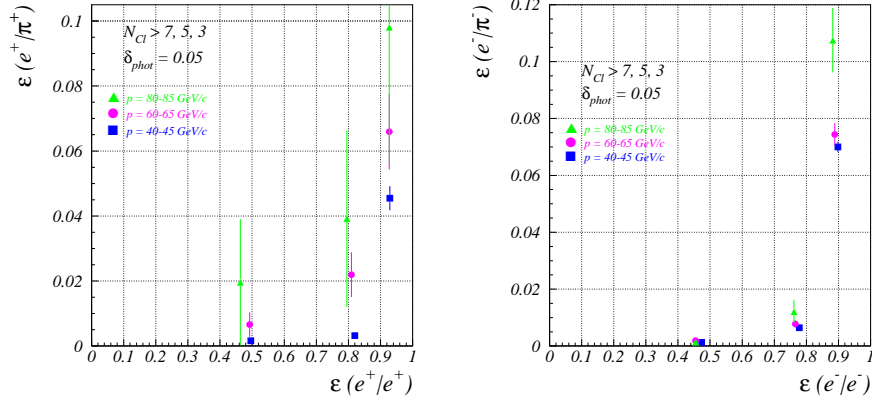 ε (e⁺/π⁺)
0.1
0.08
0.06
0.04
0.02
0
N_Cl > 7, 5, 3
δ_phot = 0.05
p = 80-85 GeV/c
p = 60-65 GeV/c
p = 40-45 GeV/c
0 0.1 0.2 0.3 0.4 0.5 0.6 0.7 0.8 0.9 1
ε (e⁺/e⁺)
ε (e⁻/π⁻)
0.12
0.1
0.08
0.06
0.04
0.02
0
N_Cl > 7, 5, 3
δ_phot = 0.05
p = 80-85 GeV/c
p = 60-65 GeV/c
p = 40-45 GeV/c
0 0.1 0.2 0.3 0.4 0.5 0.6 0.7 0.8 0.9 1
ε (e⁻/e⁻)